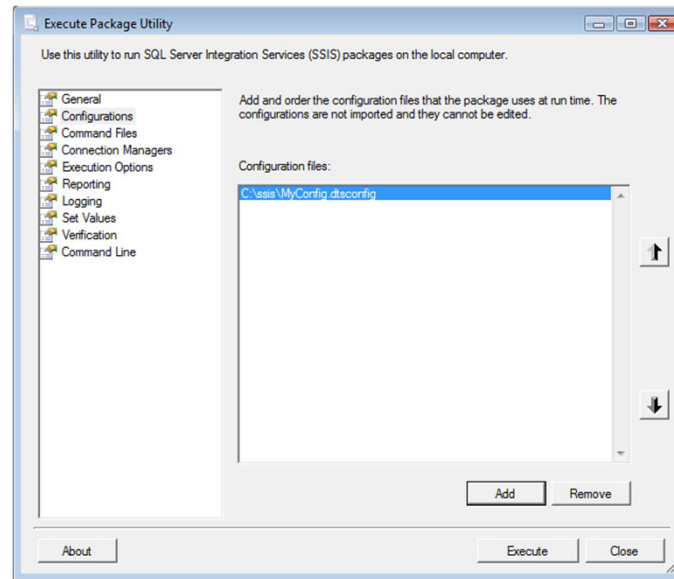 Execute Package Utility
Use this utility to run SQL Server Integration Services (SSIS) packages on the local computer.
General
Configurations
Command Files
Connection Managers
Execution Options
Reporting
Logging
Set Values
Verification
Command Line
Add and order the configuration files that the package uses at run time. The
configurations are not imported and they cannot be edited.
Configuration files:
C:\ssis\MyConfig.dtsconfig
Add
Remove
About
Execute
Close